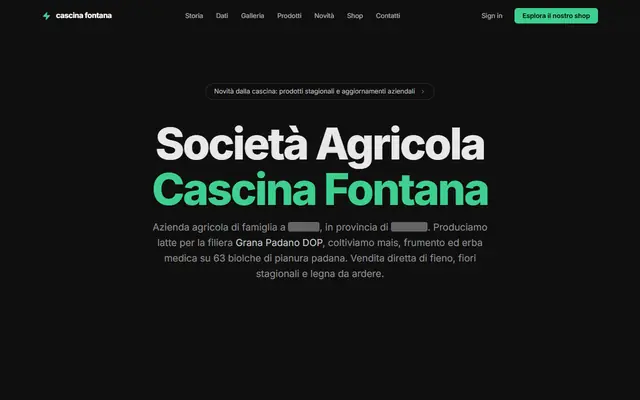 cascina fontana
Storia Dati Galleria Prodotti Novità Shop Contatti
Sign in
Esplora il nostro shop
Novità dalla cascina: prodotti stagionali e aggiornamenti aziendali
Società Agricola
Cascina Fontana
Azienda agricola di famiglia a , in provincia di . Produciamo
latte per la filiera Grana Padano DOP, coltiviamo mais, frumento ed erba
medica su 63 biolche di pianura padana. Vendita diretta di fieno, fiori
stagionali e legna da ardere.